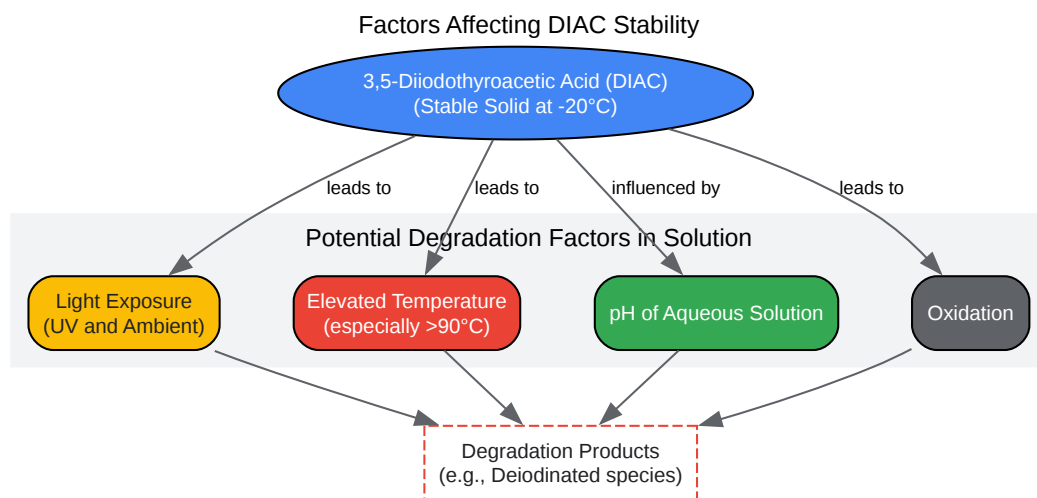 Factors Affecting DIAC Stability
3,5-Diiodothyroacetic Acid (DIAC)
(Stable Solid at -20°C)
leads to
leads to
influenced by
leads to
Potential Degradation Factors in Solution
Light Exposure
(UV and Ambient)
Elevated Temperature
(especially >90°C)
pH of Aqueous Solution
Oxidation
Degradation Products
(e.g., Deiodinated species)